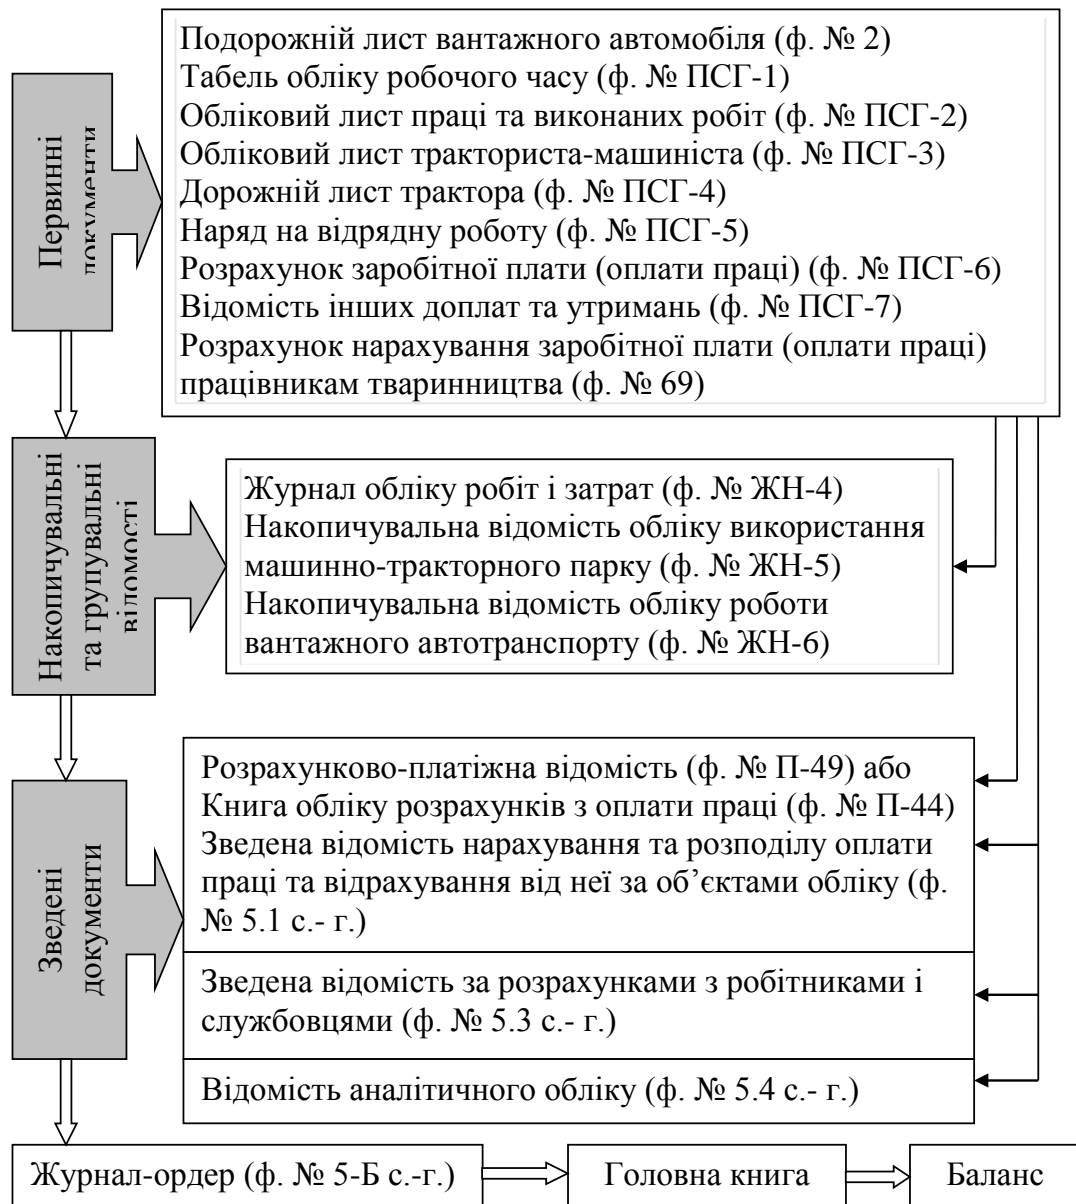 Первинні
документи
Подорожній лист вантажного автомобіля (ф. № 2)
Табель обліку робочого часу (ф. № ПСГ-1)
Обліковий лист праці та виконаних робіт (ф. № ПСГ-2)
Обліковий лист тракториста-машиніста (ф. № ПСГ-3)
Дорожній лист трактора (ф. № ПСГ-4)
Наряд на відрядну роботу (ф. № ПСГ-5)
Розрахунок заробітної плати (оплати праці) (ф. № ПСГ-6)
Відомість інших доплат та утримань (ф. № ПСГ-7)
Розрахунок нарахування заробітної плати (оплати праці)
працівникам тваринництва (ф. № 69)
Накопичувальні
та групувальні
відомості
Журнал обліку робіт і затрат (ф. № ЖН-4)
Накопичувальна відомість обліку використання
машинно-тракторного парку (ф. № ЖН-5)
Накопичувальна відомість обліку роботи
вантажного автотранспорту (ф. № ЖН-6)
Зведені
документи
Розрахунково-платіжна відомість (ф. № П-49) або
Книга обліку розрахунків з оплати праці (ф. № П-44)
Зведена відомість нарахування та розподілу оплати
праці та відрахування від неї за об’єктами обліку (ф.
№ 5.1 с.- г.)
Зведена відомість за розрахунками з робітниками і
службовцями (ф. № 5.3 с.- г.)
Відомість аналітичного обліку (ф. № 5.4 с.- г.)
Журнал-ордер (ф. № 5-Б с.-г.)
Головна книга
Баланс